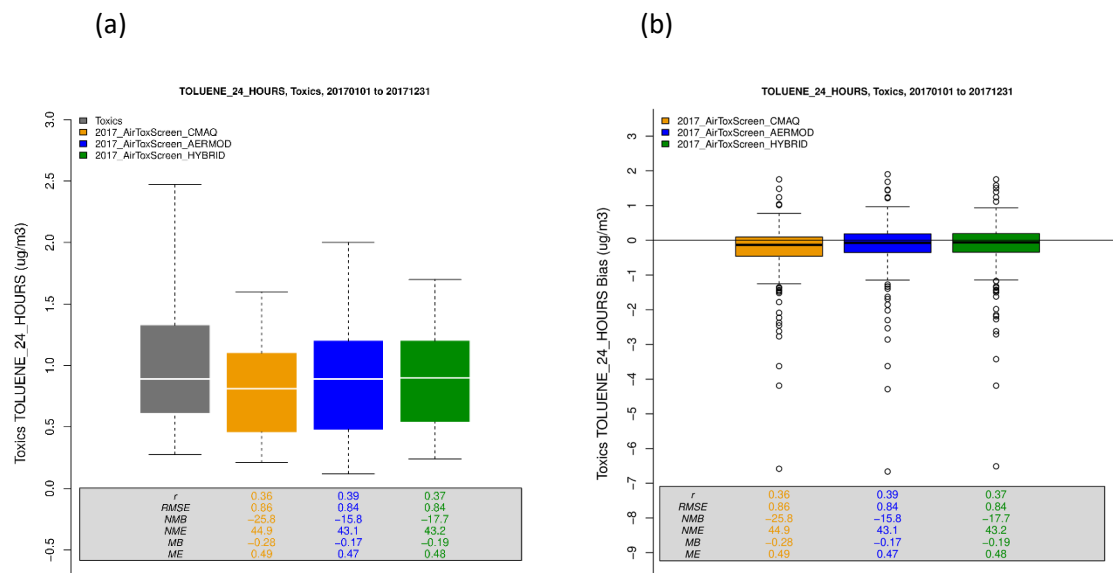 (a)
TOLUENE_24_HOURS, Toxics, 20170101 to 20171231
Toxics
2017_AirToxScreen_CMAQ
2017_AirToxScreen_AERMOD
2017_AirToxScreen_HYBRID
Toxics TOLUENE_24_HOURS (ug/m3)
3.0
2.5
2.0
1.5
1.0
0.5
0.0
−0.5
r 0.36 0.39 0.37
RMSE 0.86 0.84 0.84
NMB −25.8 −15.8 −17.7
NME 44.9 43.1 43.2
MB −0.28 −0.17 −0.19
ME 0.49 0.47 0.48
(b)
TOLUENE_24_HOURS, Toxics, 20170101 to 20171231
2017_AirToxScreen_CMAQ
2017_AirToxScreen_AERMOD
2017_AirToxScreen_HYBRID
Toxics TOLUENE_24_HOURS Bias (ug/m3)
3
2
1
0
−1
−2
−3
−4
−5
−6
−7
−8
−9
r 0.36 0.39 0.37
RMSE 0.86 0.84 0.84
NMB −25.8 −15.8 −17.7
NME 44.9 43.1 43.2
MB −0.28 −0.17 −0.19
ME 0.49 0.47 0.48